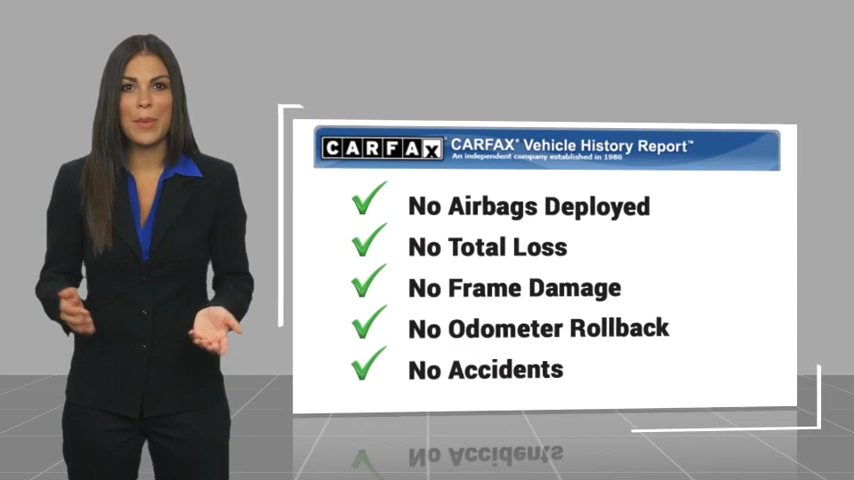 CARFAX CARFAX® Vehicle History Report™
An independent company established in 1986
No Airbags Deployed
No Total Loss
No Frame Damage
No Odometer Rollback
No Accidents
No Accidents